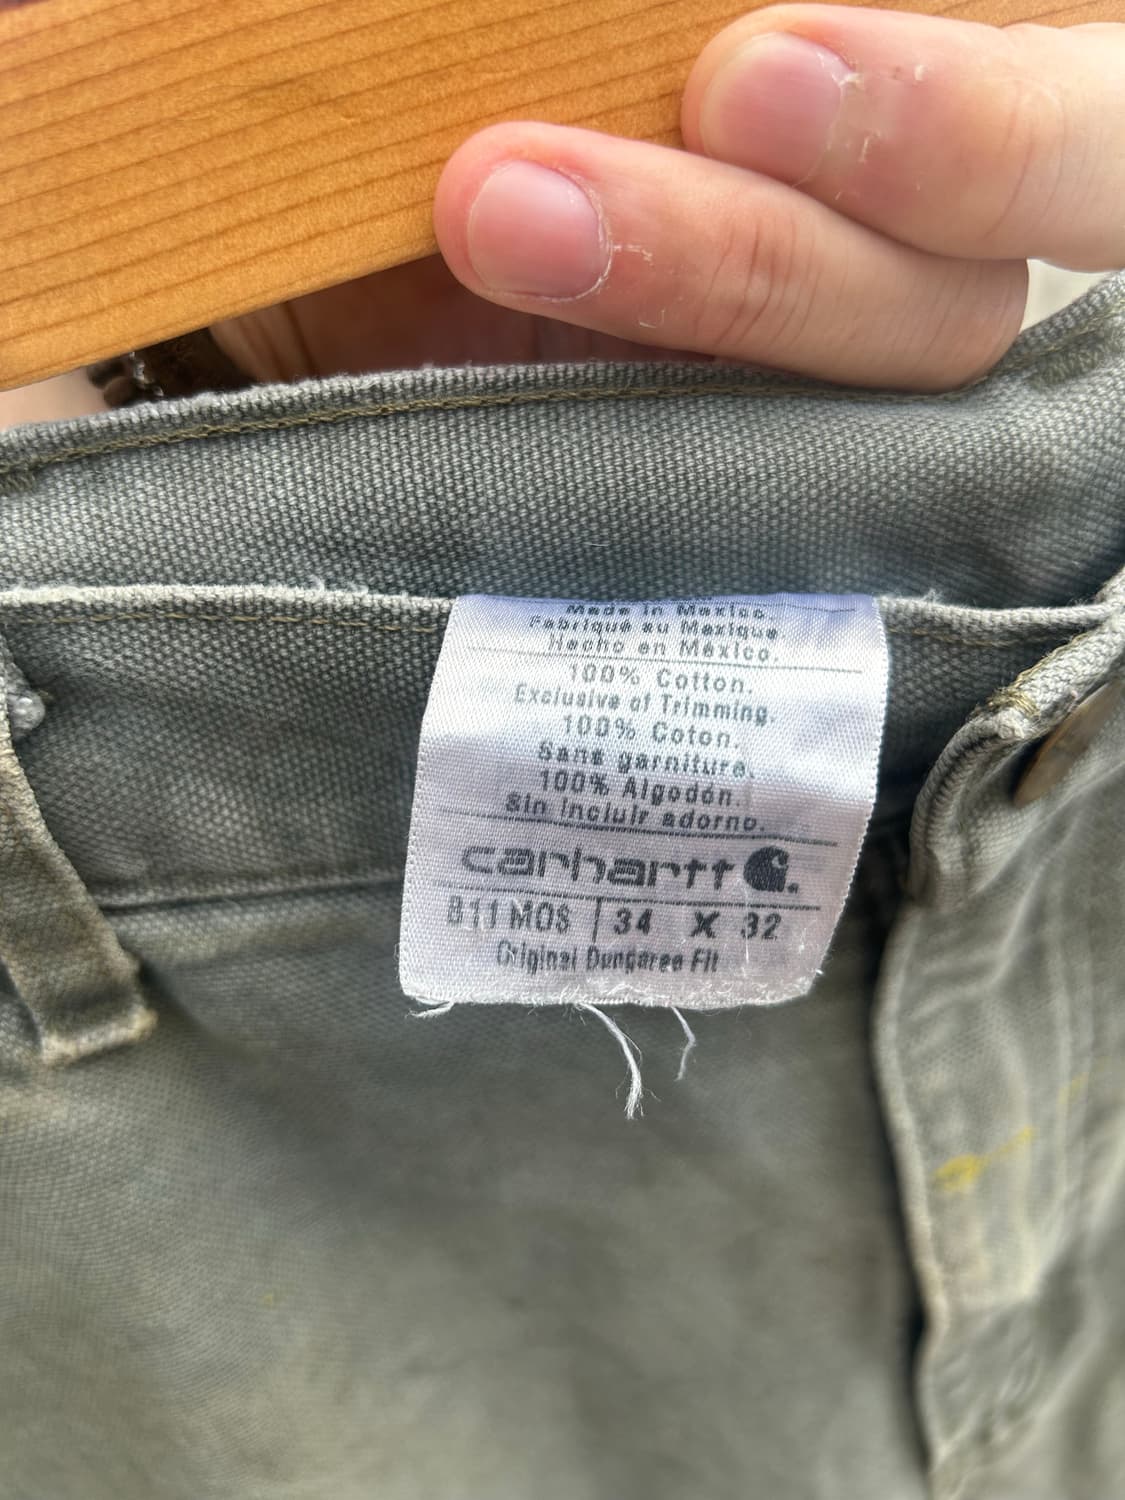 Made in Mexico.
Fabriqué au Mexique.
Hecho en México.
100% Cotton.
Exclusive of Trimming.
100% Coton.
Sans garniture.
100% Algodón.
Sin incluir adorno.
carhartt
B11 MOS | 34 X 32
Original Dungaree Fit